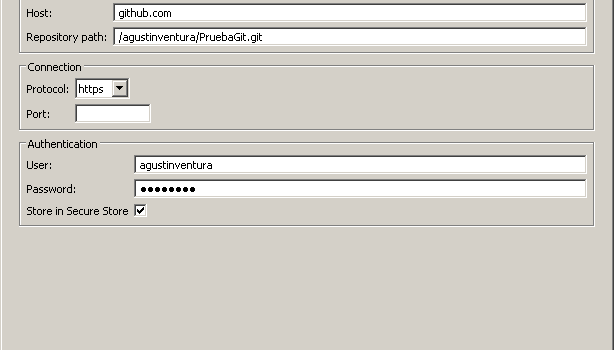 Host: github.com
Repository path: /agustinventura/PruebaGit.git
Connection
Protocol: https
Port:
Authentication
User: agustinventura
Password: ●●●●●●●●
Store in Secure Store